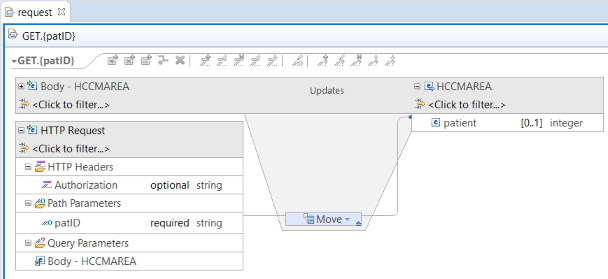 request
GET.{patID}
GET.{patID)
Body - HCCMAREA
<Click to filter...>
Updates
HCCMAREA
<Click to filter...>
patient [0..1] integer
HTTP Request
<Click to filter...>
HTTP Headers
Authorization optional string
Path Parameters
patID required string
Move
Query Parameters
Body - HCCMAREA